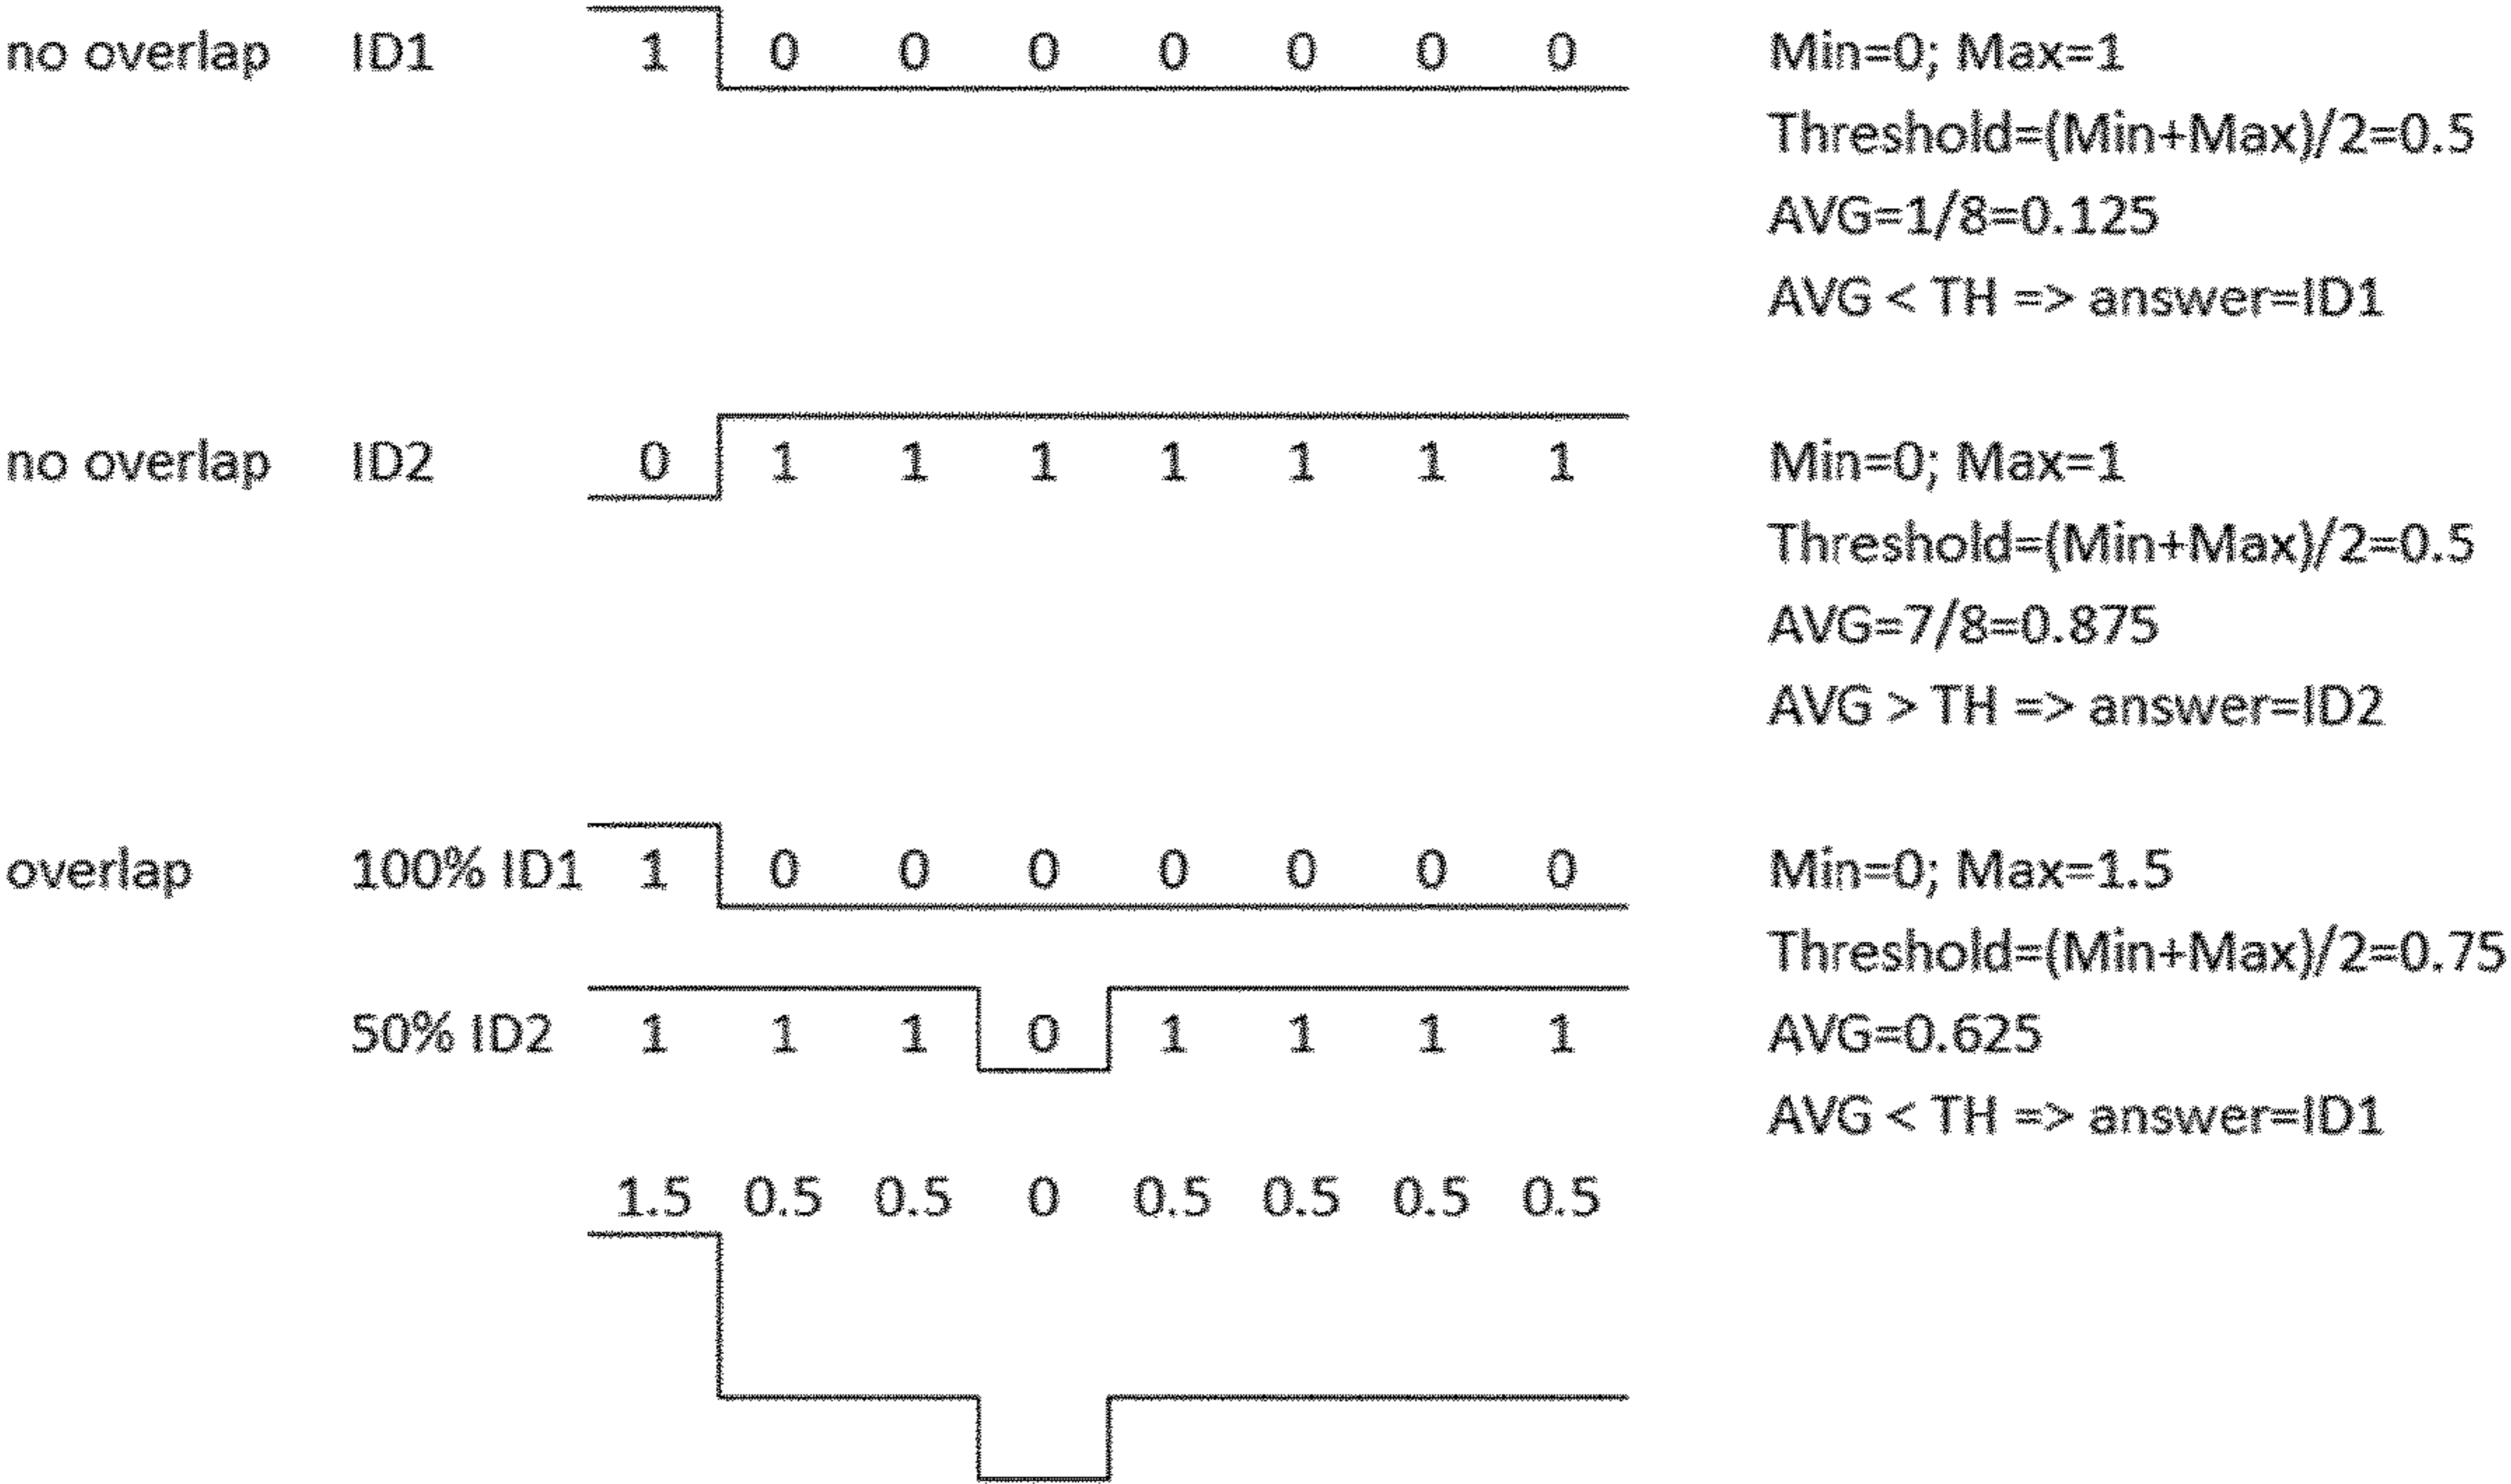 no overlap ID1 1 0 0 0 0 0 0 0 Min=0; Max=1
Threshold=(Min+Max)/2=0.5
AVG=1/8=0.125
AVG < TH => answer=ID1
no overlap ID2 0 1 1 1 1 1 1 1 Min=0; Max=1
Threshold=(Min+Max)/2=0.5
AVG=7/8=0.875
AVG > TH => answer=ID2
overlap 100% ID1 1 0 0 0 0 0 0 0 Min=0; Max=1.5
Threshold=(Min+Max)/2=0.75
50% ID2 1 1 1 0 1 1 1 1 AVG=0.625
AVG < TH => answer=ID1
1.5 0.5 0.5 0 0.5 0.5 0.5 0.5